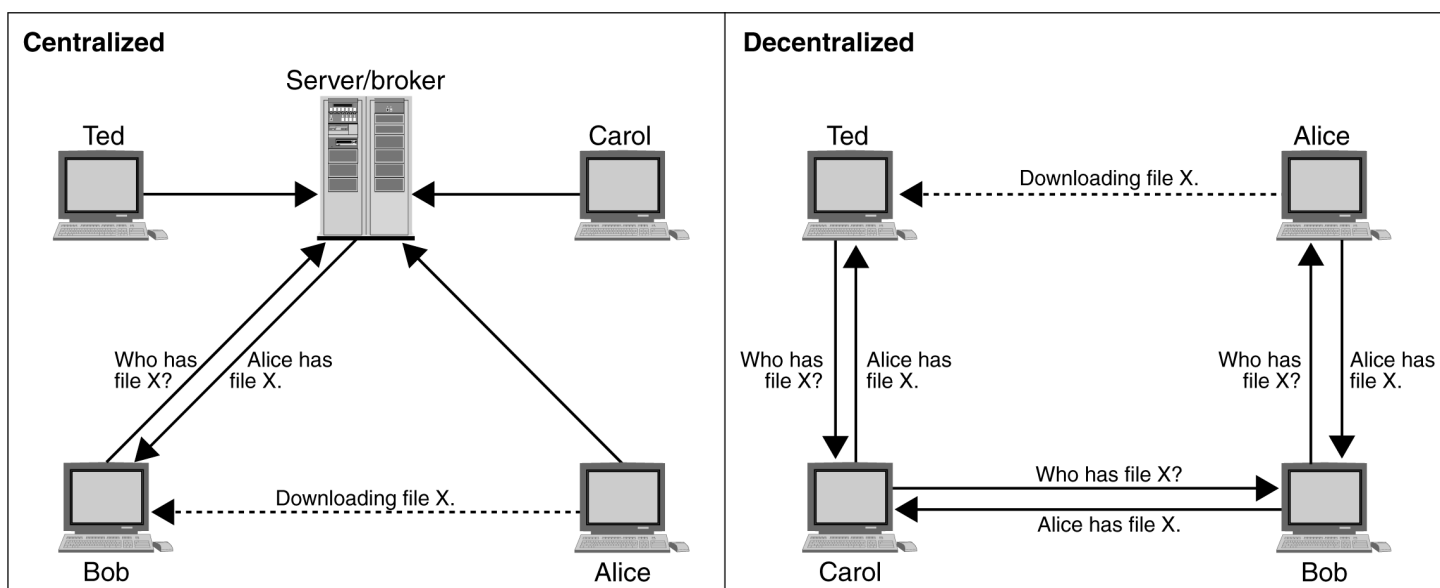 Centralized
Server/broker
Ted
Carol
Who has
file X?
Alice has
file X.
Downloading file X.
Bob
Alice
Decentralized
Ted
Alice
Downloading file X.
Who has
file X?
Alice has
file X.
Who has
file X?
Alice has
file X.
Who has file X?
Alice has file X.
Carol
Bob